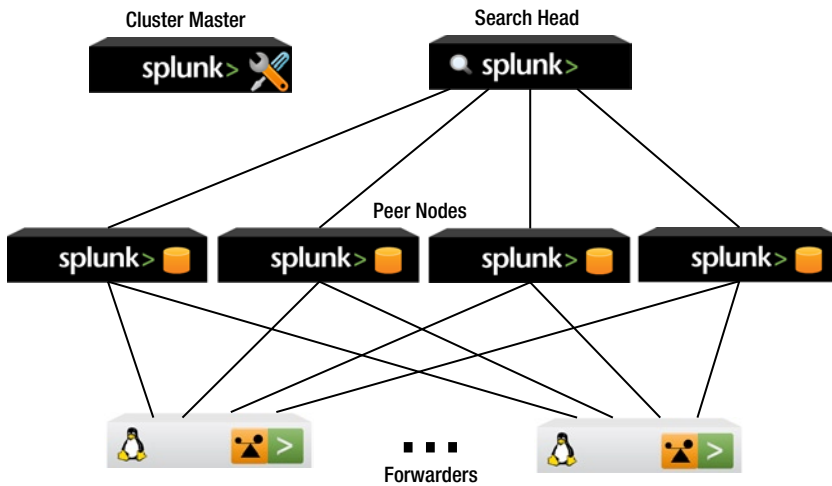 Cluster Master
Search Head
splunk>
splunk>
Peer Nodes
splunk>
splunk>
splunk>
splunk>
>
>
...
Forwarders